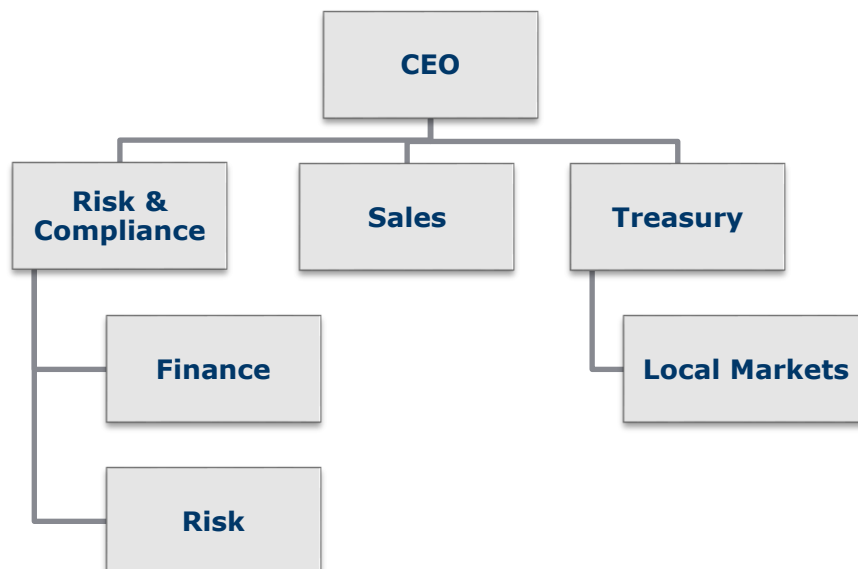 CEO
Risk &
Compliance
Sales
Treasury
Finance
Local Markets
Risk